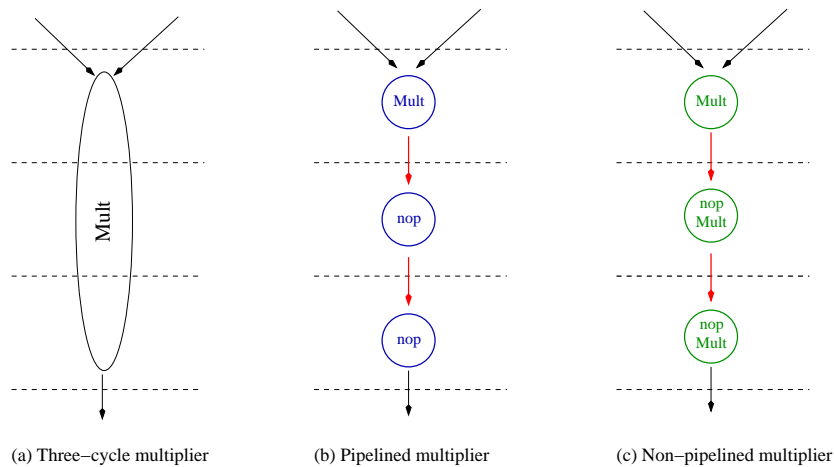 Mult
Mult
nop
nop
Mult
nop
Mult
nop
Mult
(a) Three−cycle multiplier
(b) Pipelined multiplier
(c) Non−pipelined multiplier